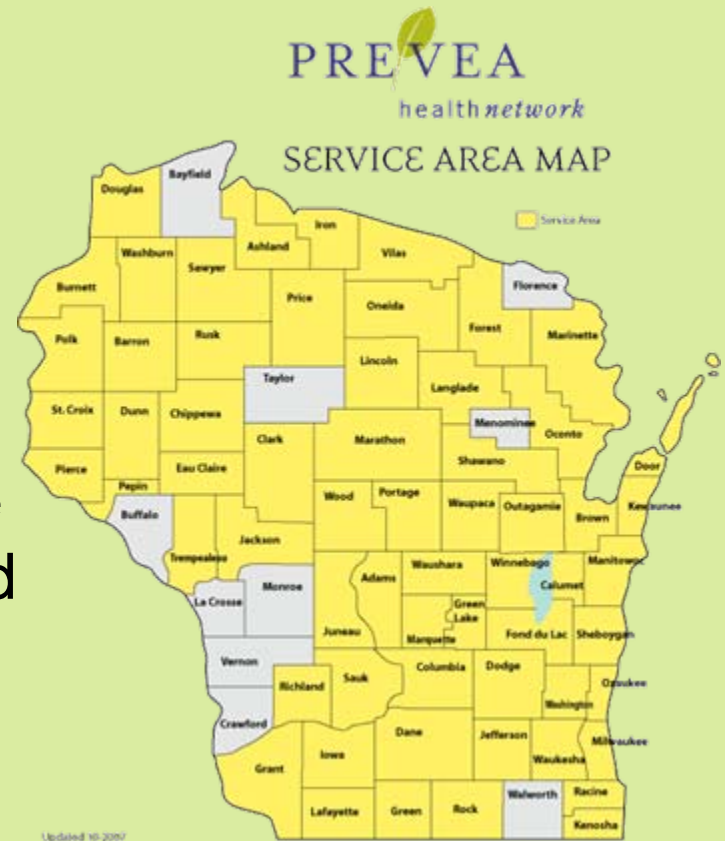 PREVEA
health network
SERVICE AREA MAP
Service Area
Douglas
Bayfield
Iron
Ashland
Vilas
Washburn
Sawyer
Burnett
Florence
Price
Oneida
Forest
Marinette
Polk
Barron
Rusk
Lincoln
Taylor
Langlade
St. Croix
Dunn
Chippewa
Menominee
Oconto
Clark
Marathon
Shawano
Pierce
Eau Claire
Door
Pepin
Wood
Portage
Waupaca
Outagamie
Kewaunee
Buffalo
Brown
Jackson
Trempealeau
Waushara
Winnebago
Manitowoc
Adams
Calumet
Monroe
La Crosse
Green
Lake
Juneau
Marquette
Fond du Lac
Sheboygan
Vernon
Columbia
Dodge
Sauk
Richland
Ozaukee
Washington
Crawford
Dane
Jefferson
Milwaukee
Iowa
Waukesha
Grant
Walworth
Racine
Lafayette
Green
Rock
Kenosha
d
Updated 10-2007